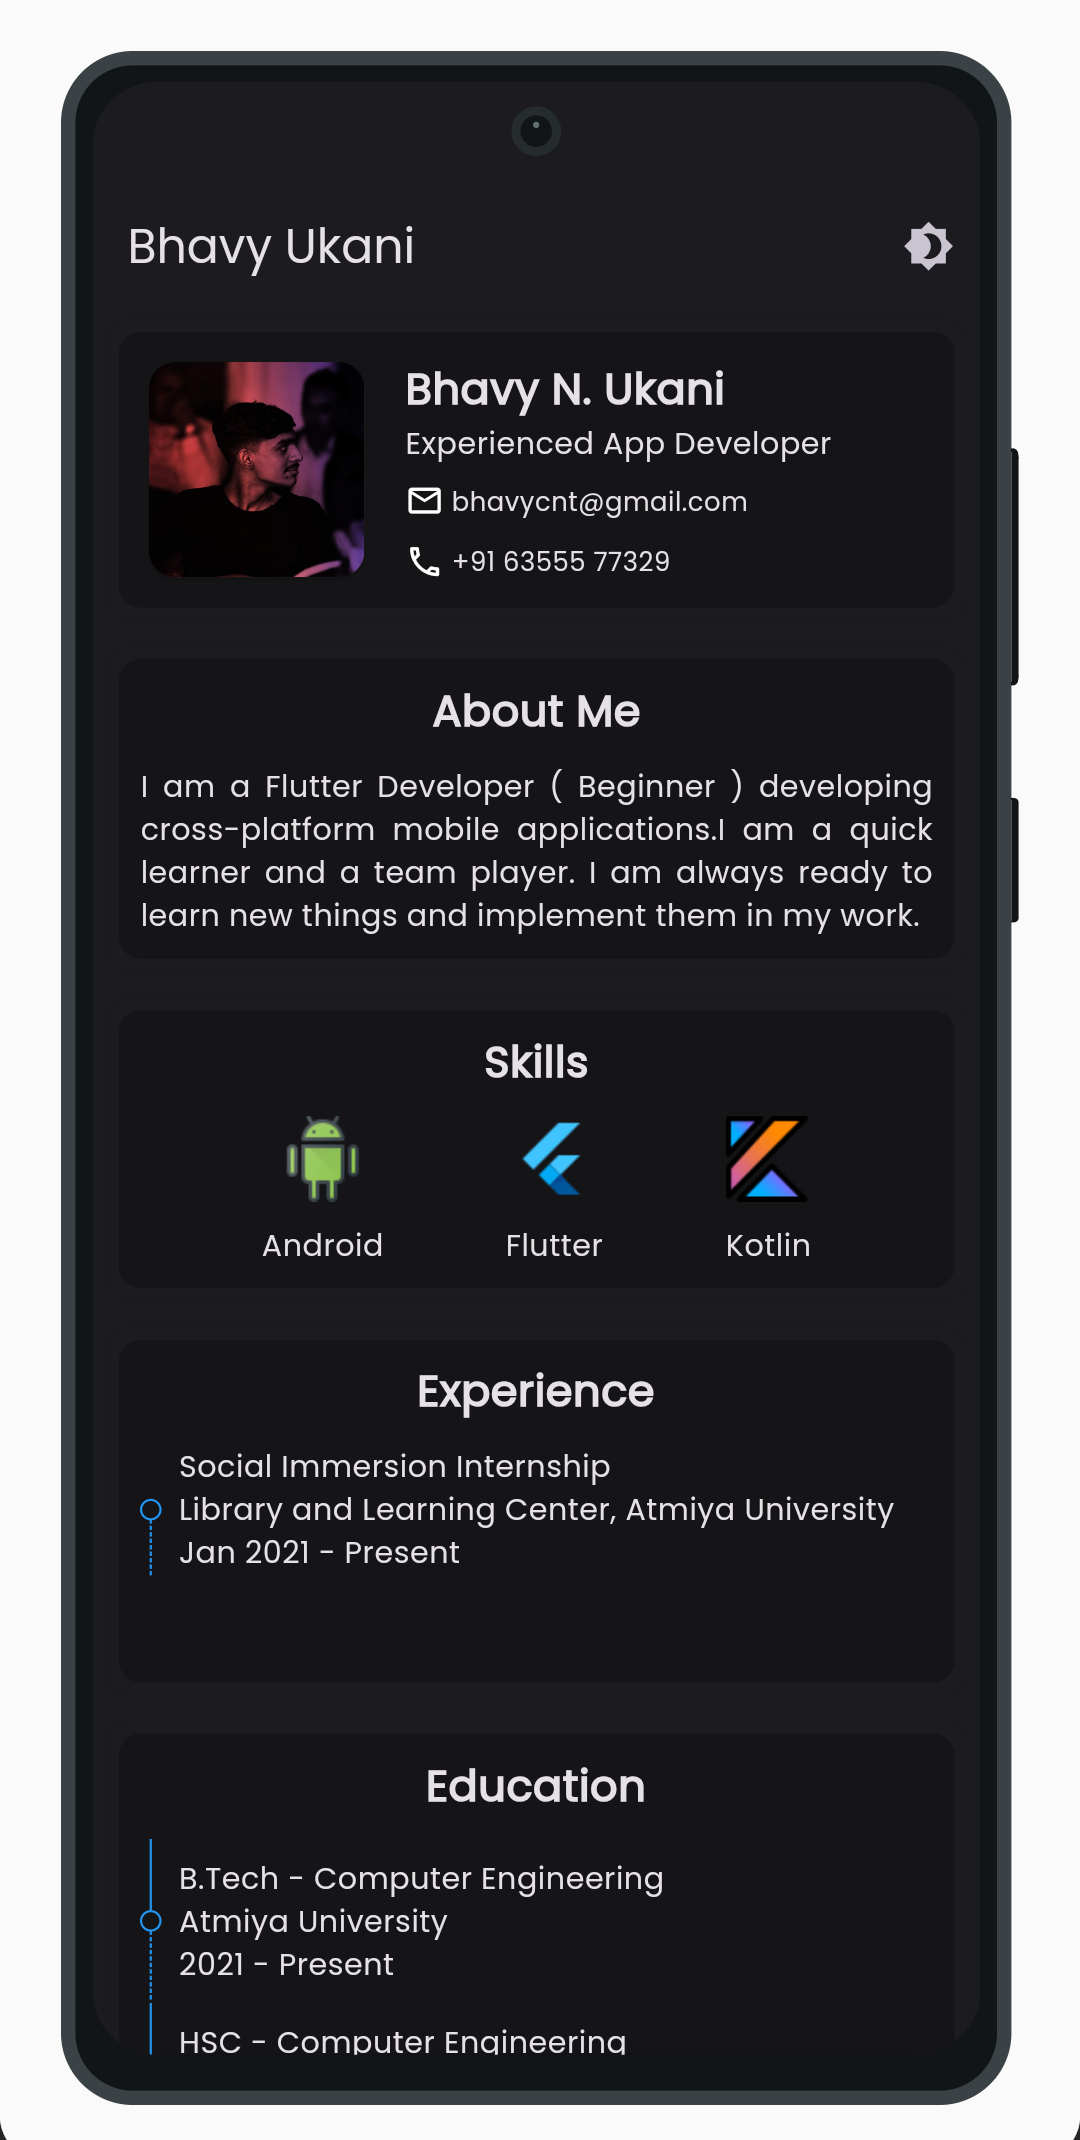 Bhavy Ukani
Bhavy N. Ukani
Experienced App Developer
bhavycnt@gmail.com
+91 63555 77329
About Me
I am a Flutter Developer ( Beginner ) developing
cross-platform mobile applications.I am a quick
learner and a team player. I am always ready to
learn new things and implement them in my work.
Skills
Android
Flutter
Kotlin
Experience
Social Immersion Internship
Library and Learning Center, Atmiya University
Jan 2021 - Present
Education
B.Tech - Computer Engineering
Atmiya University
2021 - Present
HSC - Computer Engineering